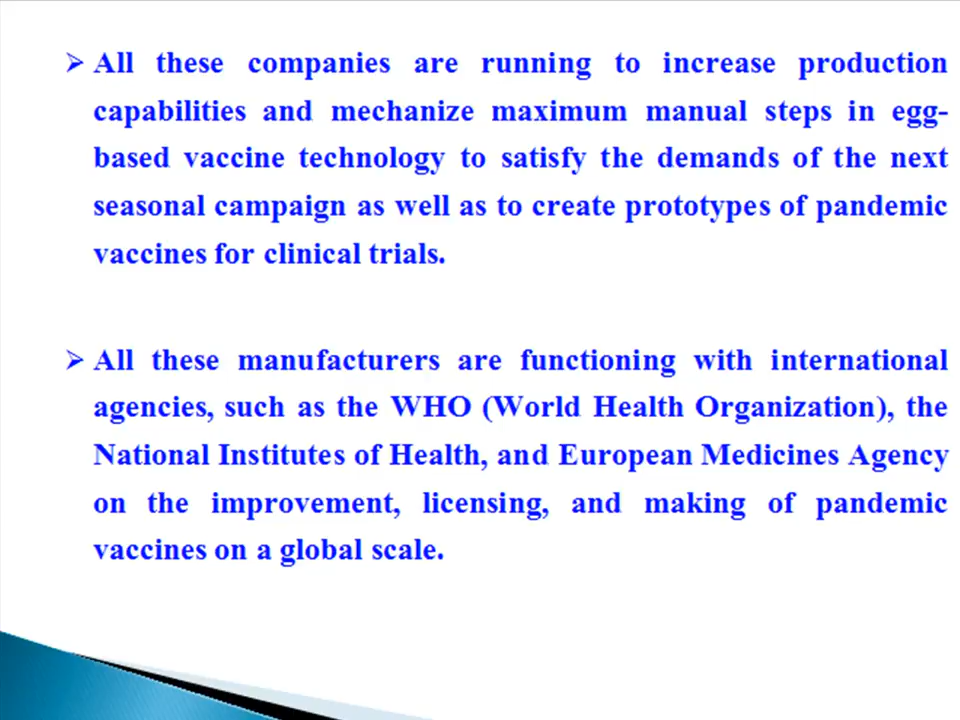 ➢ All these companies are running to increase production
capabilities and mechanize maximum manual steps in egg-
based vaccine technology to satisfy the demands of the next
seasonal campaign as well as to create prototypes of pandemic
vaccines for clinical trials.
➢ All these manufacturers are functioning with international
agencies, such as the WHO (World Health Organization), the
National Institutes of Health, and European Medicines Agency
on the improvement, licensing, and making of pandemic
vaccines on a global scale.